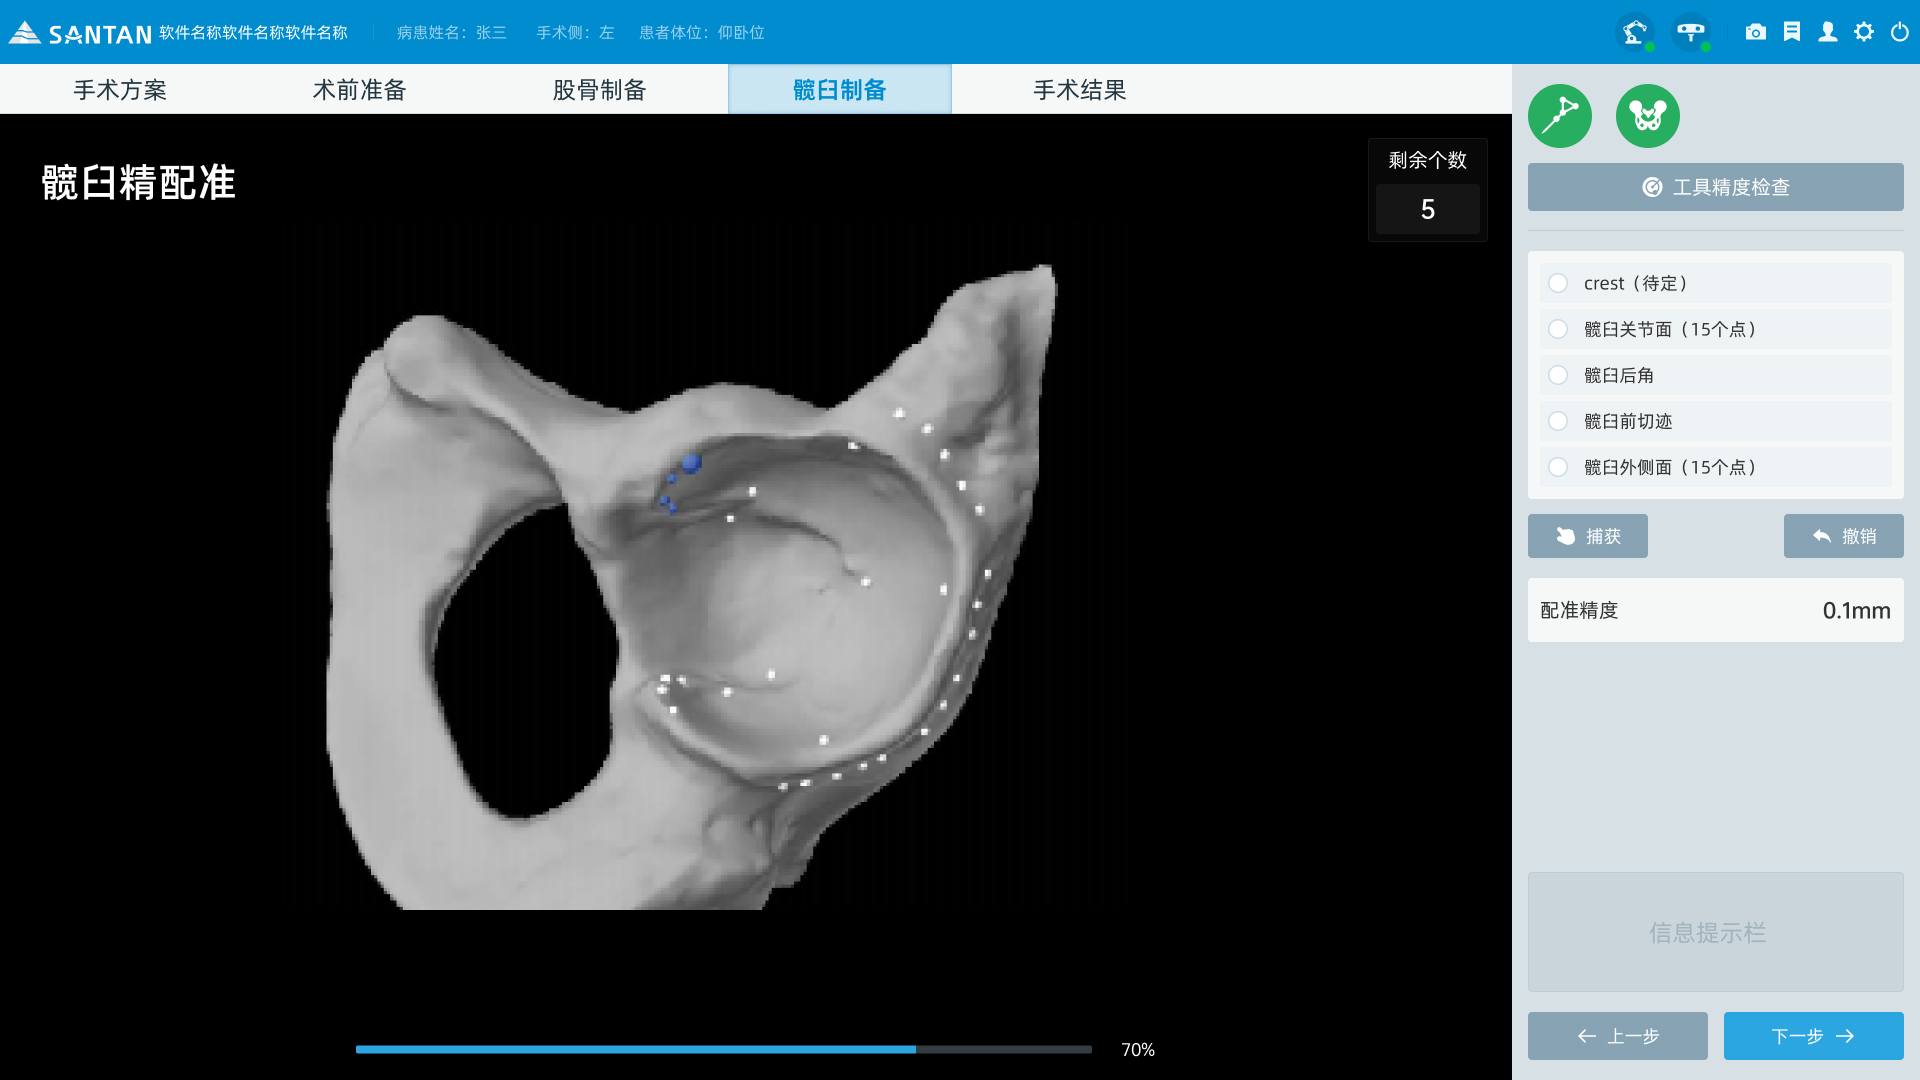 SANTAN 软件名称软件名称软件名称 病患姓名：张三 手术侧：左 患者体位：仰卧位
手术方案 术前准备 股骨制备 髋臼制备 手术结果
髋臼精配准
剩余个数
5
70%
工具精度检查
crest（待定）
髋臼关节面（15个点）
髋臼后角
髋臼前切迹
髋臼外侧面（15个点）
捕获 撤销
配准精度 0.1mm
信息提示栏
上一步 下一步